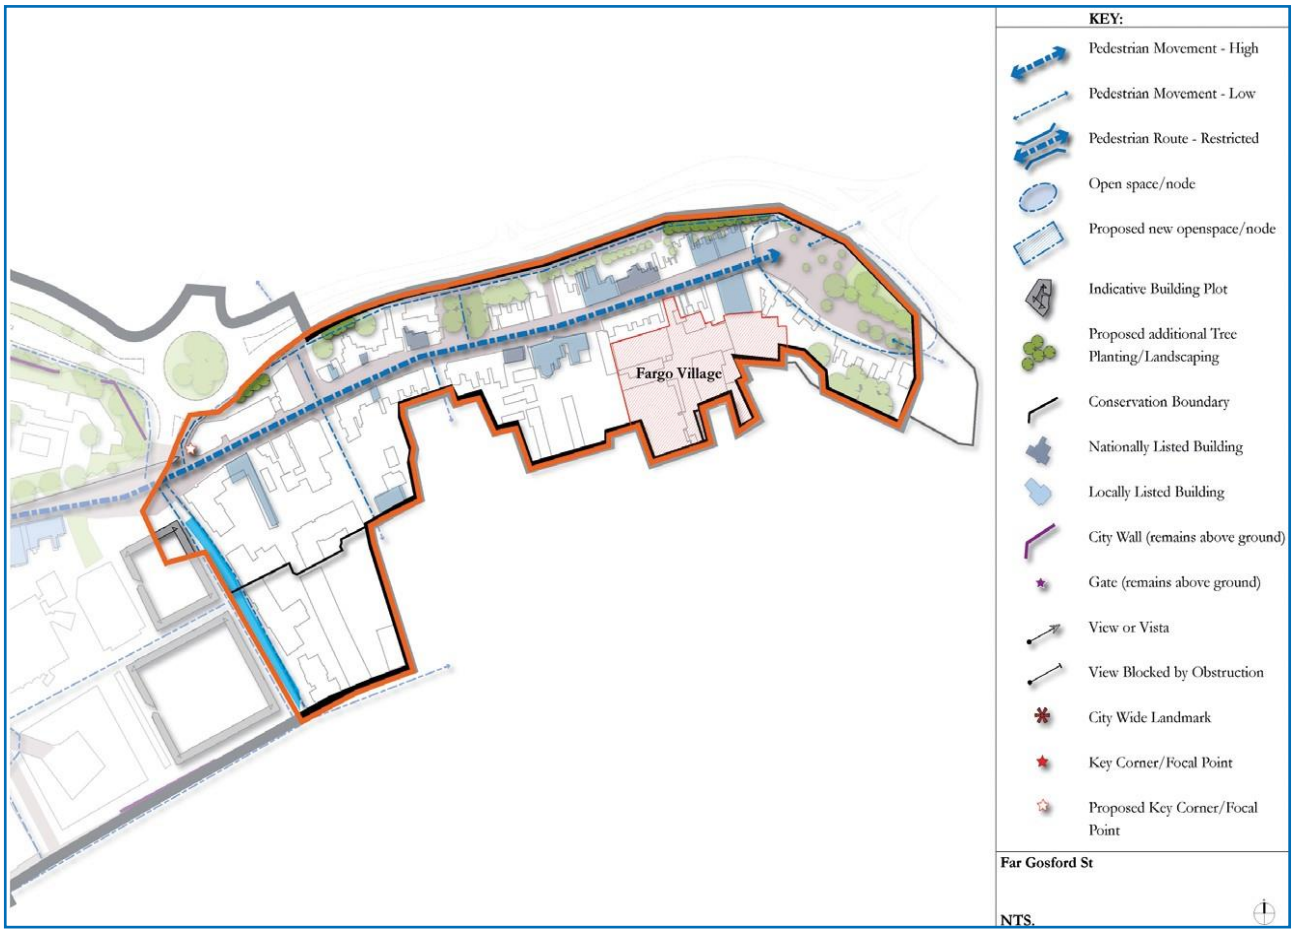 KEY:
Pedestrian Movement - High
Pedestrian Movement - Low
Pedestrian Route - Restricted
Open space/node
Proposed new openspace/node
Indicative Building Plot
Proposed additional Tree
Planting/Landscaping
Conservation Boundary
Nationally Listed Building
Locally Listed Building
City Wall (remains above ground)
Gate (remains above ground)
View or Vista
View Blocked by Obstruction
City Wide Landmark
Key Corner/Focal Point
Proposed Key Corner/Focal
Point
Fargo Village
Far Gosford St
NTS.